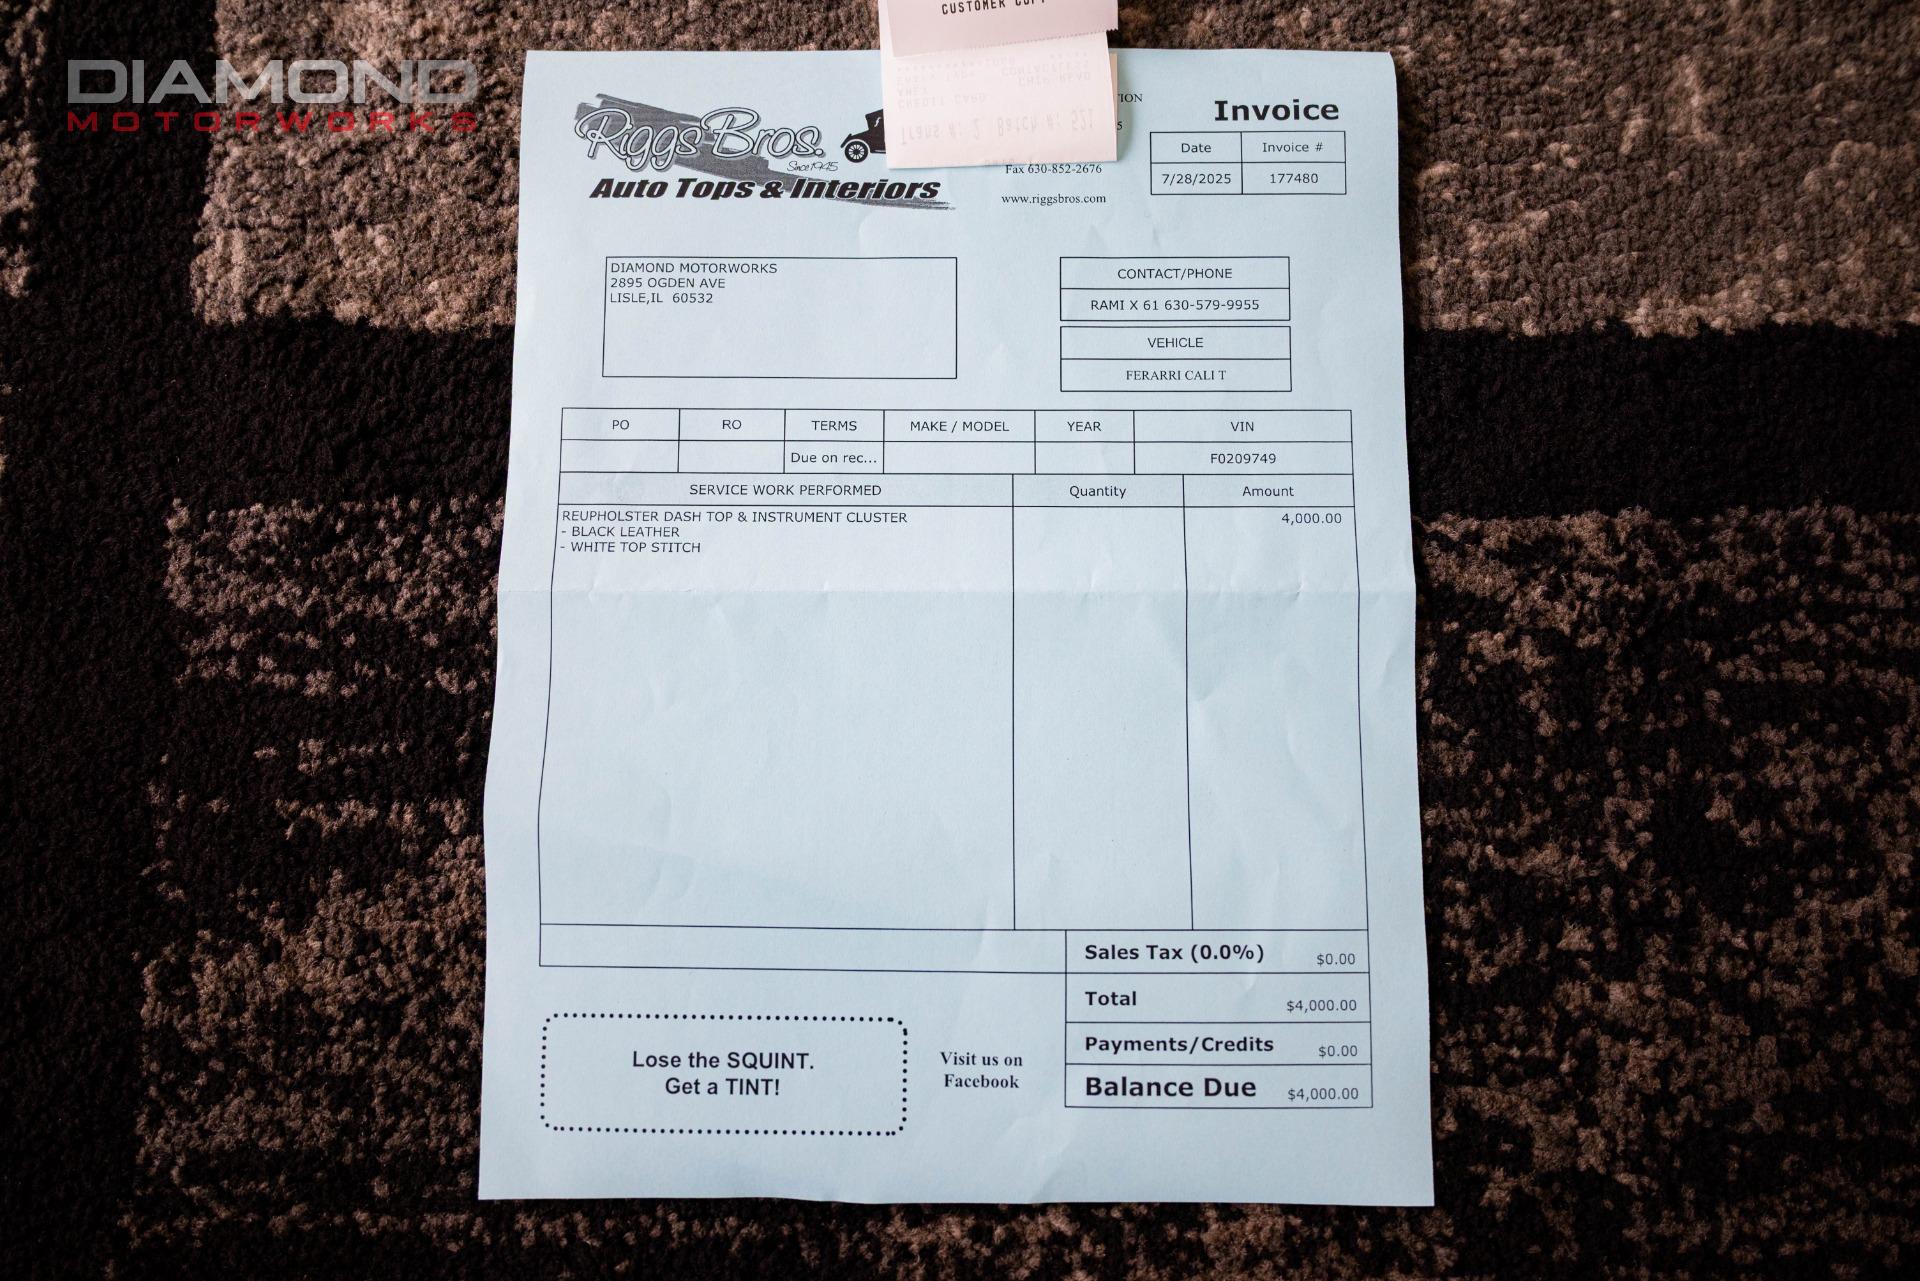 DIAMOND
MOTORWORKS
CUSTOMER COPY
Riggs Bros.
Since 1945
Auto Tops & Interiors
Fax 630-852-2676
www.riggsbros.com
Invoice
Date Invoice #
7/28/2025 177480
DIAMOND MOTORWORKS
2895 OGDEN AVE
LISLE,IL 60532
CONTACT/PHONE
RAMI X 61 630-579-9955
VEHICLE
FERARRI CALI T
PO RO TERMS MAKE / MODEL YEAR VIN
Due on rec... F0209749
SERVICE WORK PERFORMED Quantity Amount
REUPHOLSTER DASH TOP & INSTRUMENT CLUSTER 4,000.00
- BLACK LEATHER
- WHITE TOP STITCH
Sales Tax (0.0%) $0.00
Total $4,000.00
Payments/Credits $0.00
Balance Due $4,000.00
Lose the SQUINT.
Get a TINT!
Visit us on
Facebook